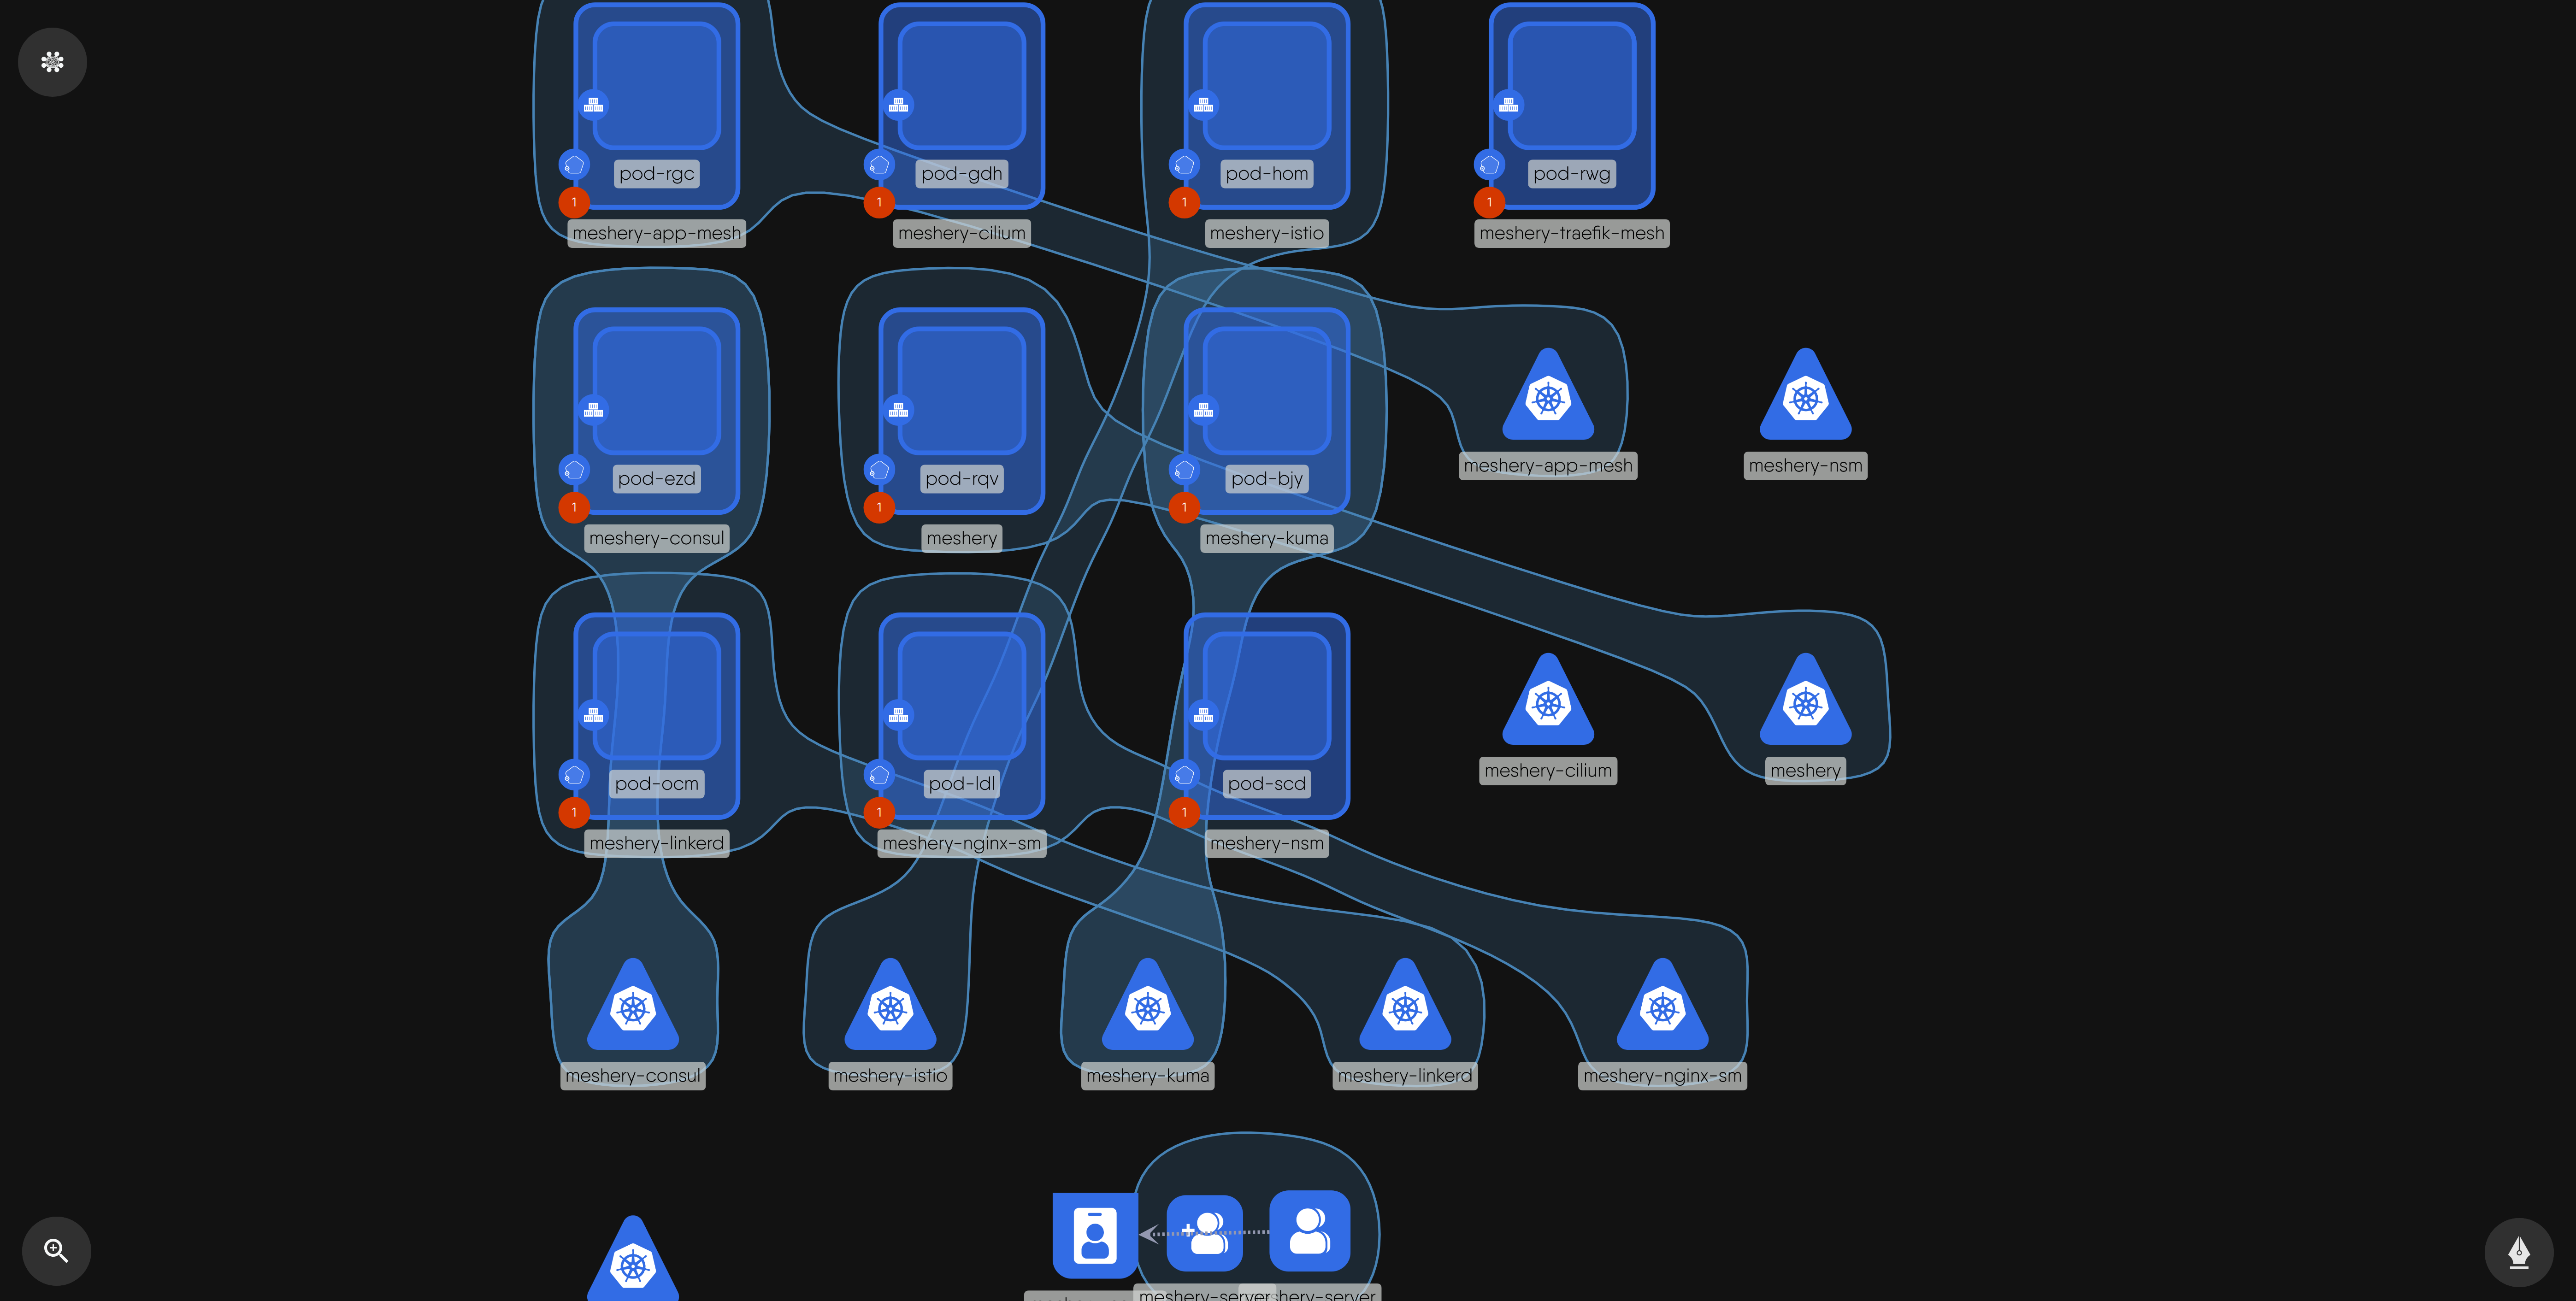 pod-rgc
pod-gdh
pod-hom
pod-rwg
1
1
1
1
meshery-app-mesh
meshery-cilium
meshery-istio
meshery-traefik-mesh
pod-ezd
pod-rqv
pod-bjy
meshery-app-mesh
meshery-nsm
1
1
1
meshery-consul
meshery
meshery-kuma
pod-ocm
pod-ldl
pod-scd
meshery-cilium
meshery
1
1
1
meshery-linkerd
meshery-nginx-sm
meshery-nsm
meshery-consul
meshery-istio
meshery-kuma
meshery-linkerd
meshery-nginx-sm
meshery-server
hery-server